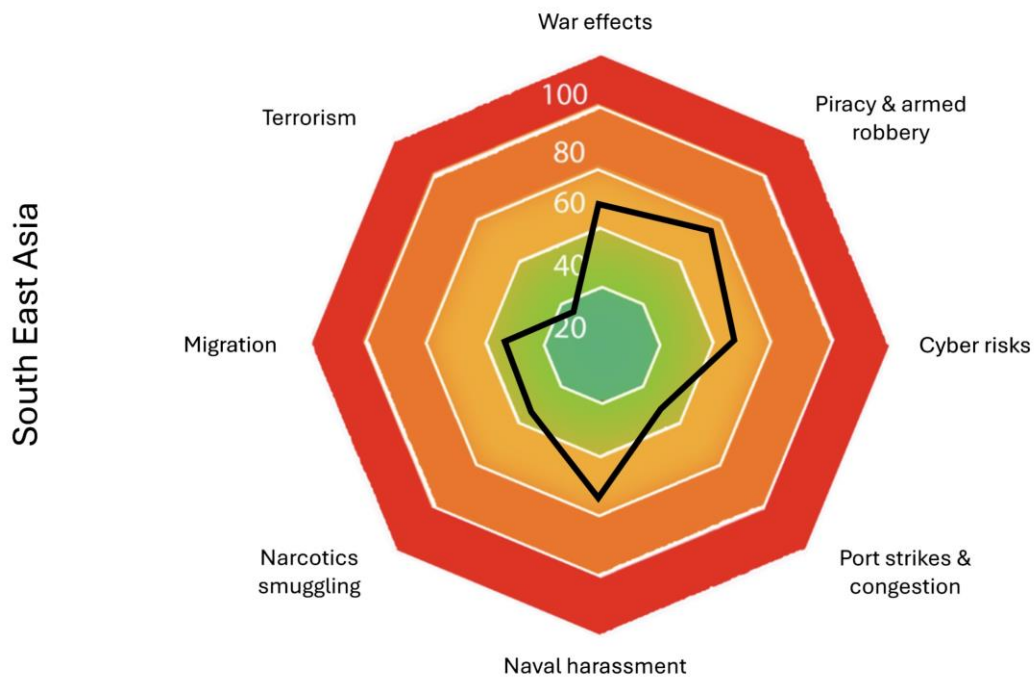 War effects
100
Terrorism
Piracy & armed
robbery
80
60
South East Asia
40
20
Migration
Cyber risks
Narcotics
smuggling
Port strikes &
congestion
Naval harassment